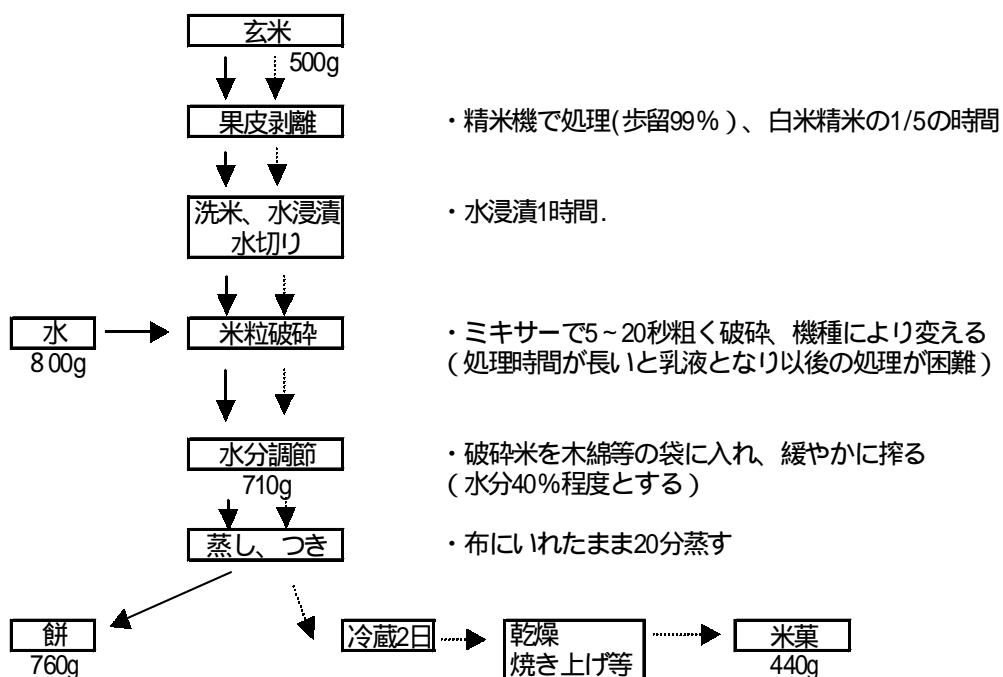 玄米
500g
果皮剥離
・精米機で処理(歩留99%)、白米精米の1/5の時間
洗米、水浸漬
水切り
・水浸漬1時間.
水
800g
米粒破砕
・ミキサーで5~20秒粗く破砕、機種により変える
(処理時間が長いと乳液となり以後の処理が困難)
水分調節
710g
・破砕米を木綿等の袋に入れ、緩やかに搾る
(水分40%程度とする)
蒸し、つき
・布にいれたまま20分蒸す
餅
760g
冷蔵2日
乾燥
焼き上げ等
米菓
440g